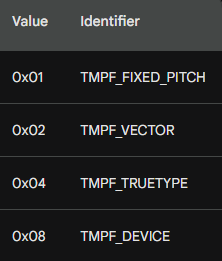 Value Identifier
0x01 TMPF_FIXED_PITCH
0x02 TMPF_VECTOR
0x04 TMPF_TRUETYPE
0x08 TMPF_DEVICE